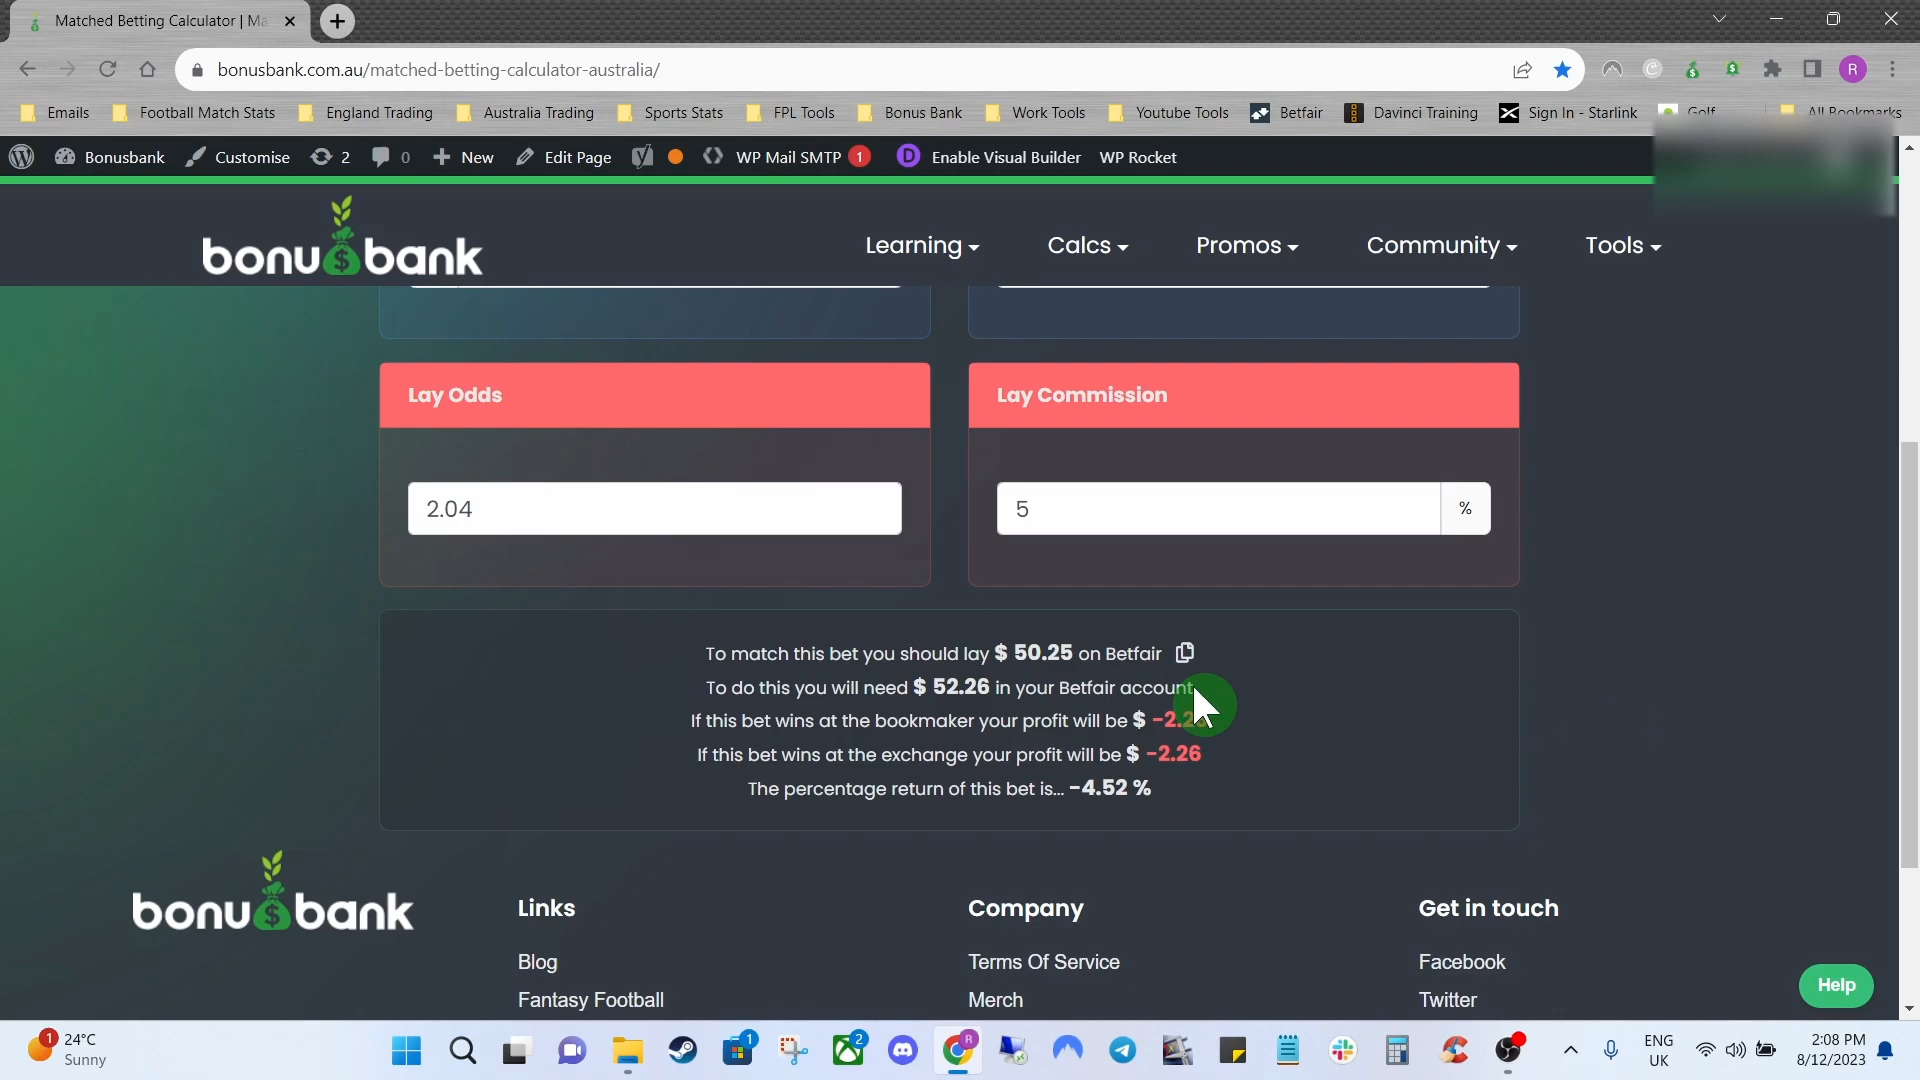 Matched Betting Calculator | Ma
bonusbank.com.au/matched-betting-calculator-australia/
R
Emails Football Match Stats England Trading Australia Trading Sports Stats FPL Tools Bonus Bank Work Tools Youtube Tools Betfair Davinci Training Sign In - Starlink Golf All Bookmarks
Bonusbank Customise 2 0 New Edit Page WP Mail SMTP 1 D Enable Visual Builder WP Rocket
bonusbank
Learning Calcs Promos Community Tools
Lay Odds Lay Commission
2.04 5 %
To match this bet you should lay $ 50.25 on Betfair
To do this you will need $ 52.26 in your Betfair account
If this bet wins at the bookmaker your profit will be $
If this bet wins at the exchange your profit will be $ -2.26
The percentage return of this bet is... -4.52 %
bonusbank
Links Company Get in touch
Blog Terms Of Service Facebook
Fantasy Football Merch Twitter
Help
1 24°C
Sunny
1 2 R
ENG
UK
2:08 PM
8/12/2023